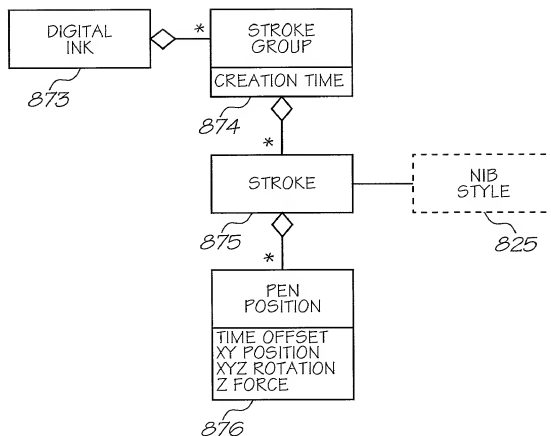 DIGITAL
INK
873
*
STROKE
GROUP
CREATION TIME
874
*
STROKE
875
NIB
STYLE
825
*
PEN
POSITION
TIME OFFSET
XY POSITION
XYZ ROTATION
Z FORCE
876